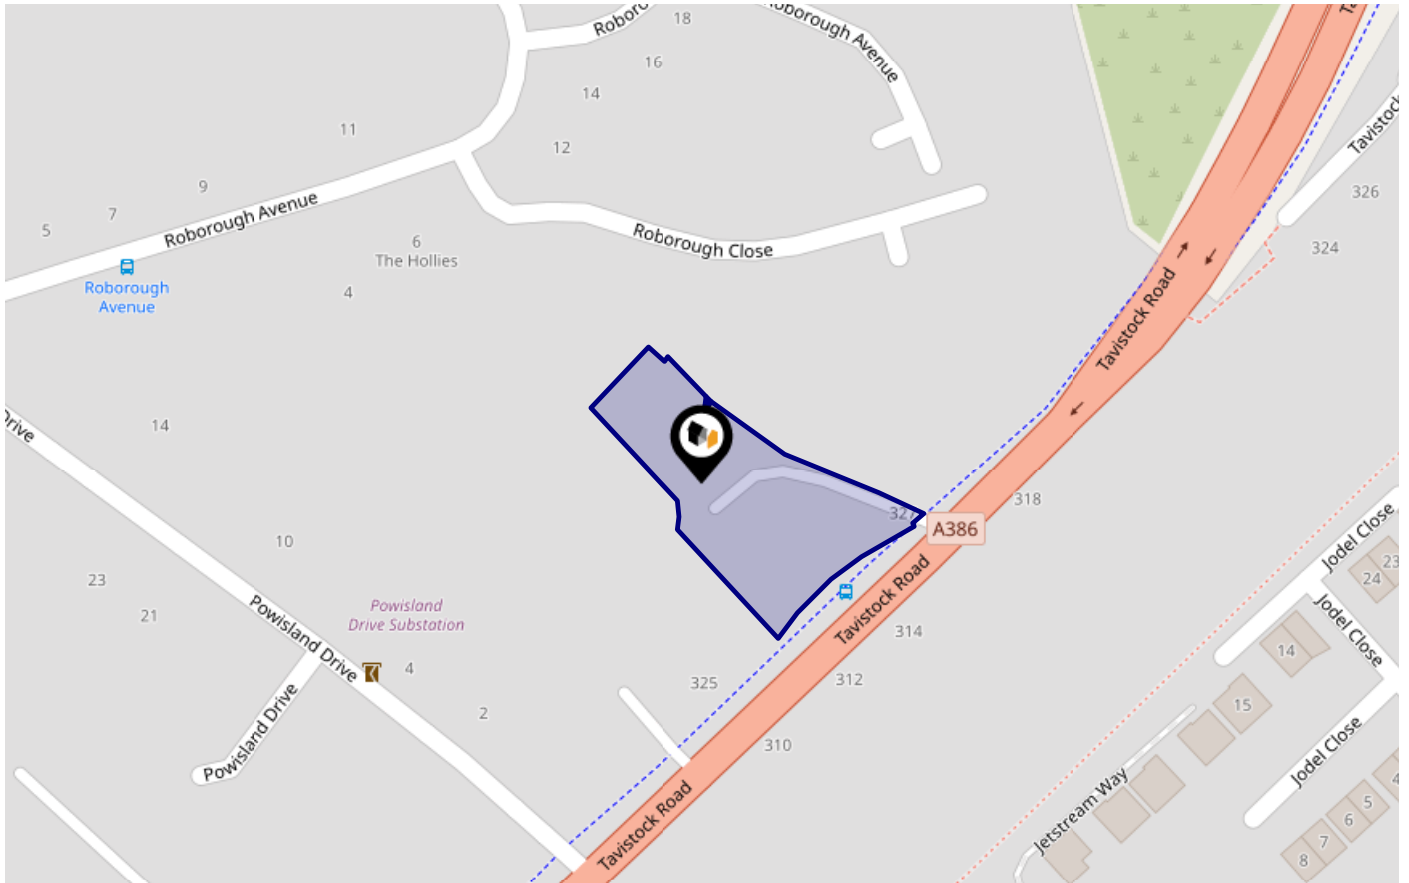 Roboro
18
Roborough Avenue
Ta
16
14
11
12
Tavistock
9
326
7
Roborough Avenue
5
6
The Hollies
Roborough Close
324
Roborough
Avenue
4
Tavistock Road
Drive
14
318
327
A386
Jodel Close
10
23
24
23
21
Powisland
Drive Substation
Powisland Drive
Tavistock Road
314
Jodel Close
14
4
325
312
15
2
Powisland Drive
310
Jodel Close
Tavistock Road
Jetstream Way
4
5
6
7
8